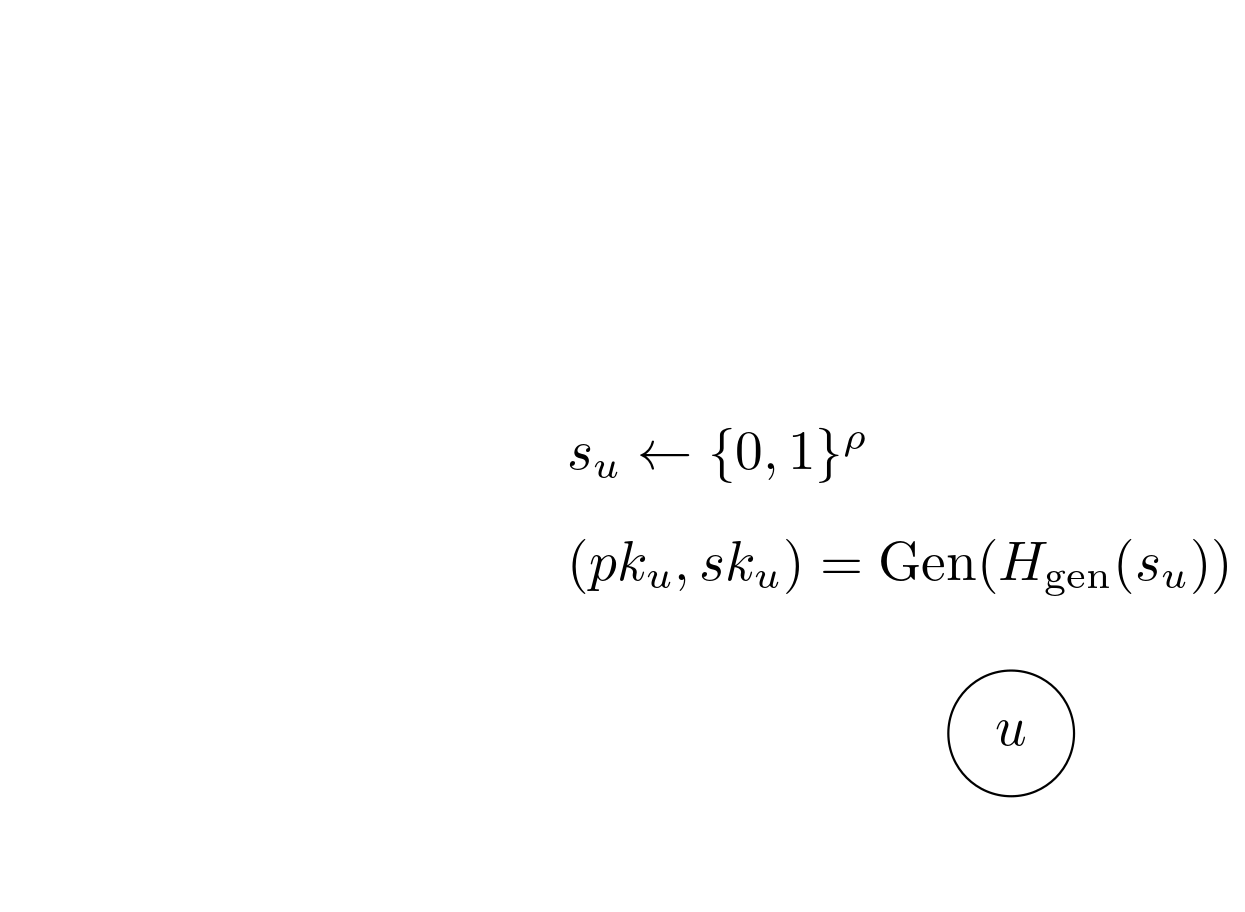 s_u ← {0, 1}^ρ
(pk_u, sk_u) = Gen(H_gen(s_u))
u